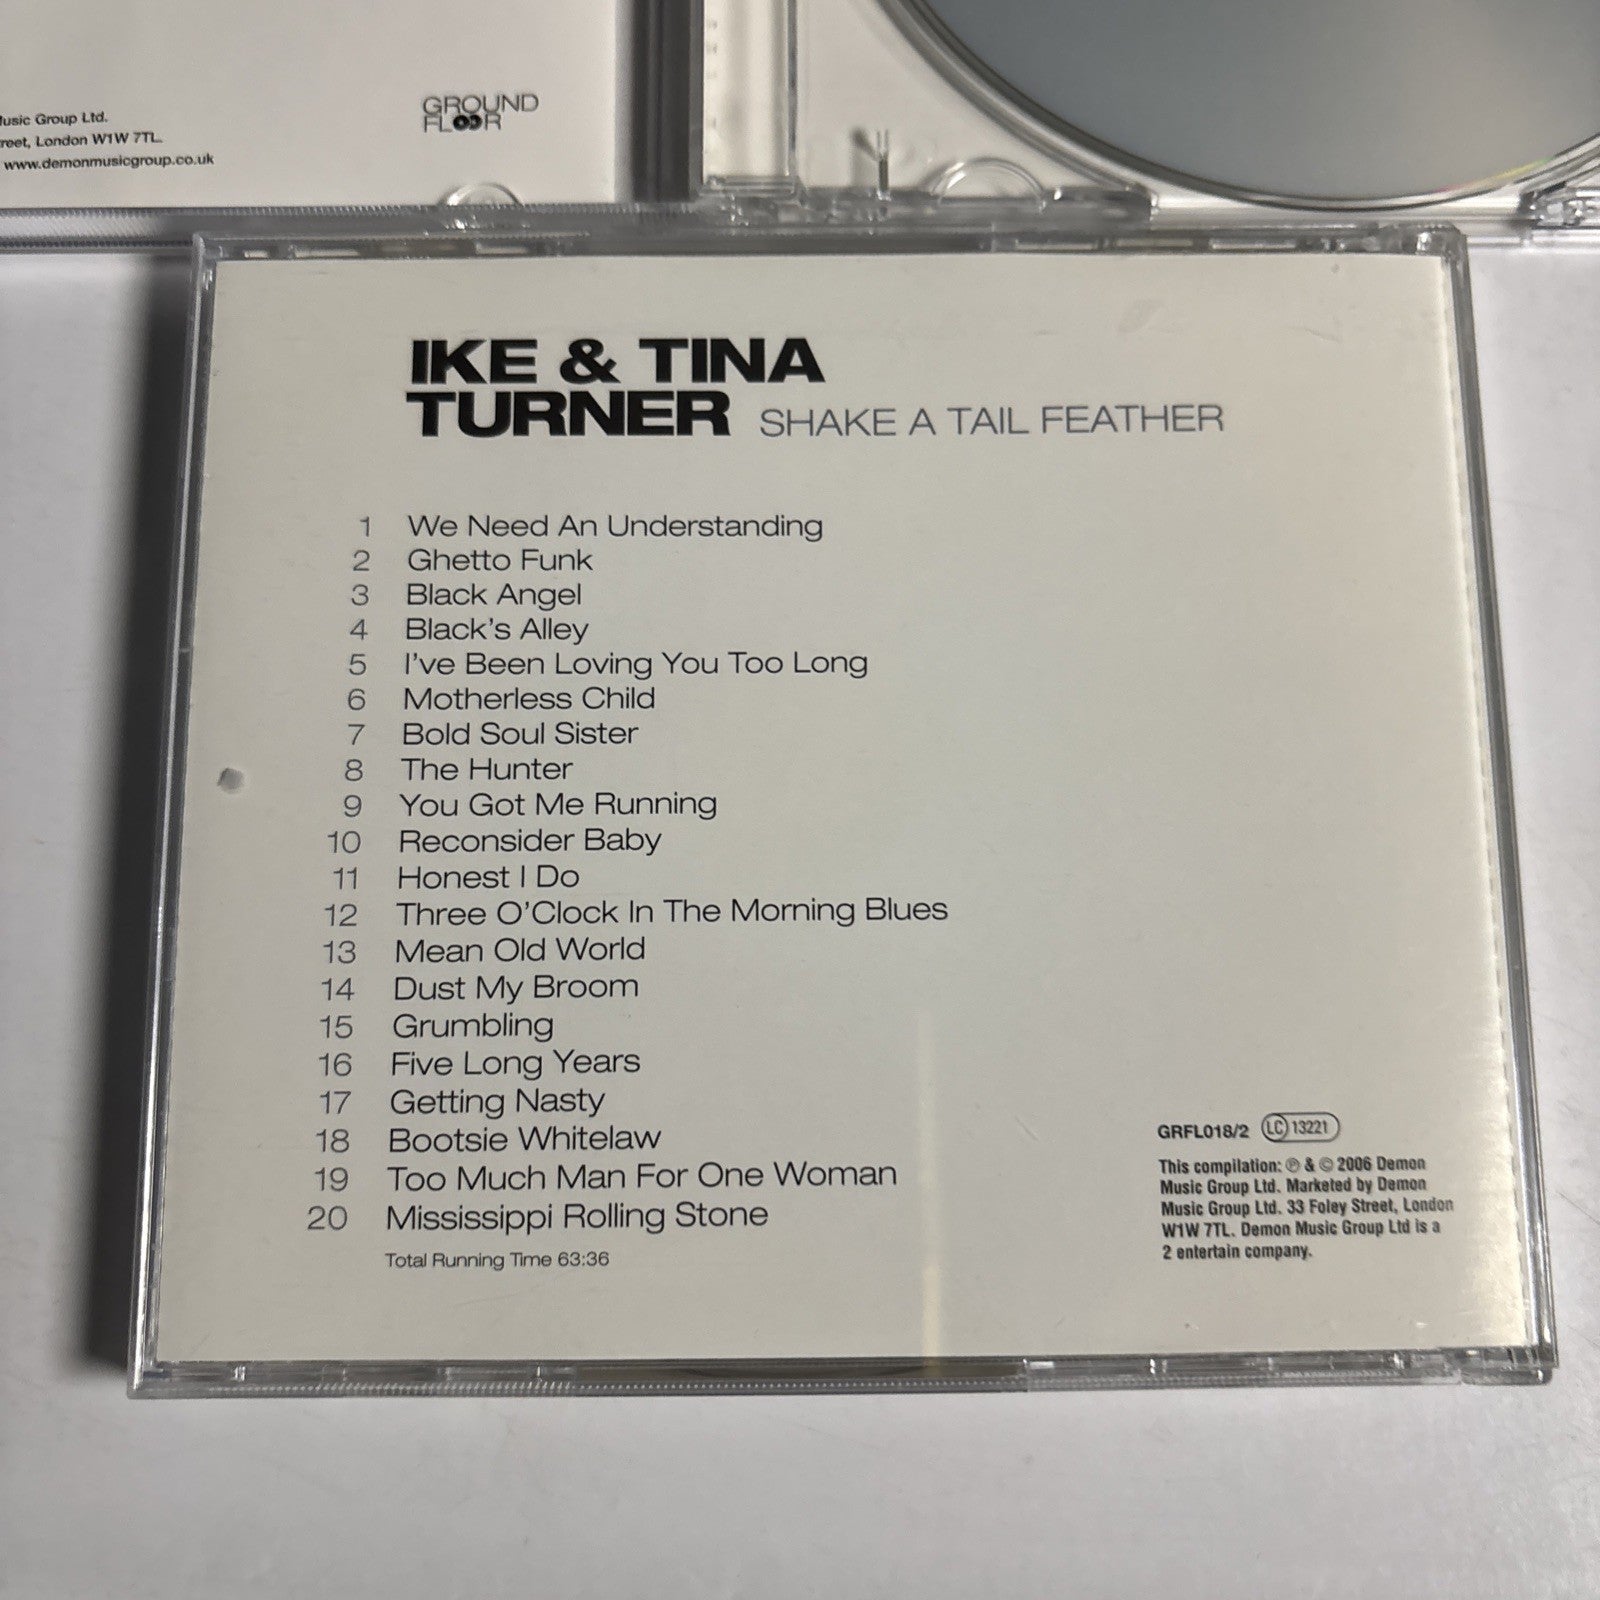 usic Group Ltd.
reet, London W1W 7TL.
www.demonmusicgroup.co.uk
GROUND
FLOOR
IKE & TINA
TURNER SHAKE A TAIL FEATHER
1 We Need An Understanding
2 Ghetto Funk
3 Black Angel
4 Black's Alley
5 I've Been Loving You Too Long
6 Motherless Child
7 Bold Soul Sister
8 The Hunter
9 You Got Me Running
10 Reconsider Baby
11 Honest I Do
12 Three O'Clock In The Morning Blues
13 Mean Old World
14 Dust My Broom
15 Grumbling
16 Five Long Years
17 Getting Nasty
18 Bootsie Whitelaw
19 Too Much Man For One Woman
20 Mississippi Rolling Stone
Total Running Time 63:36
GRFL018/2 LC 13221
This compilation: ℗ & © 2006 Demon
Music Group Ltd. Marketed by Demon
Music Group Ltd. 33 Foley Street, London
W1W 7TL. Demon Music Group Ltd is a
2 entertain company.